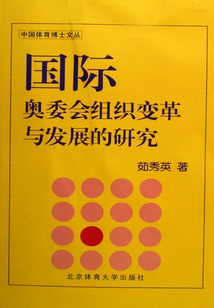 中国体育博士文丛
国际
奥委会组织变革
与发展的研究
茹秀英 著
北京体育大学出版社